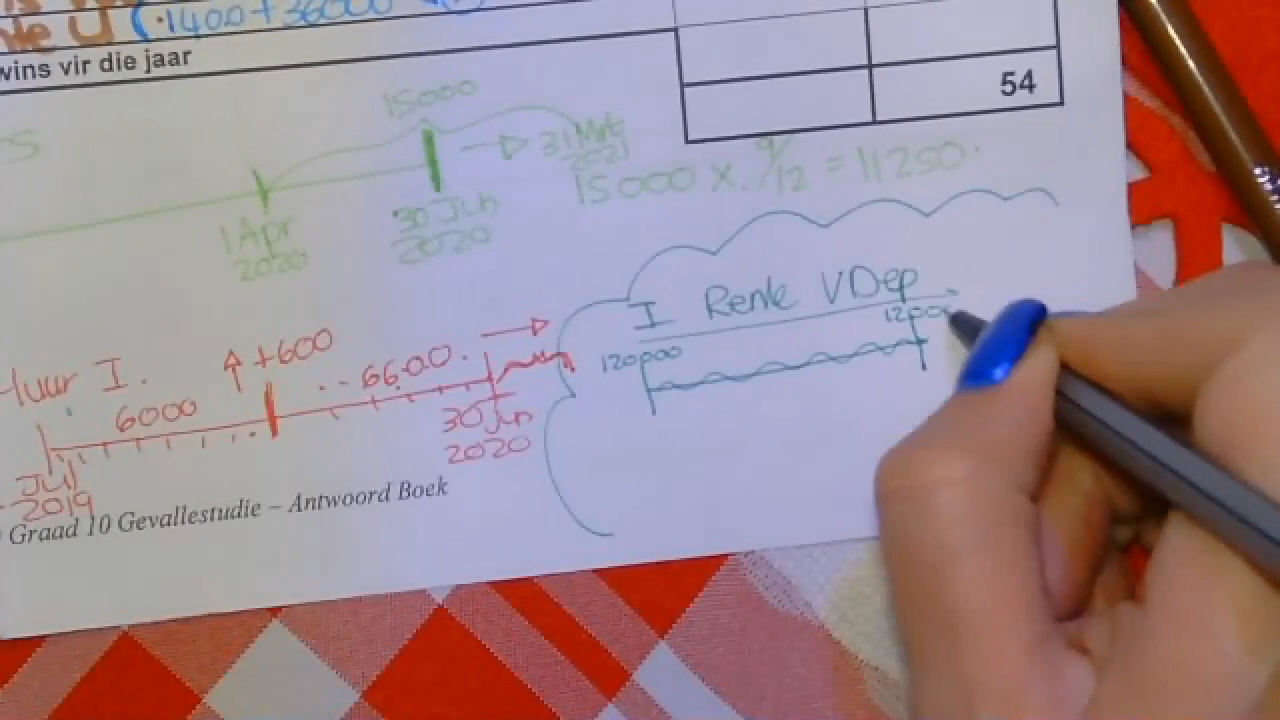 (·1400+36000
wins vir die jaar
54
S
15000
31 Mrt
2021
15000 x 9/12 = 11250.
1 Apr
2020
30 Jun
2020
I Rente VDep
120000
1200
Huur I.
↑ +600
6000
6600.
30 Jun
2020
Jul
2019
Graad 10 Gevallestudie – Antwoord Boek